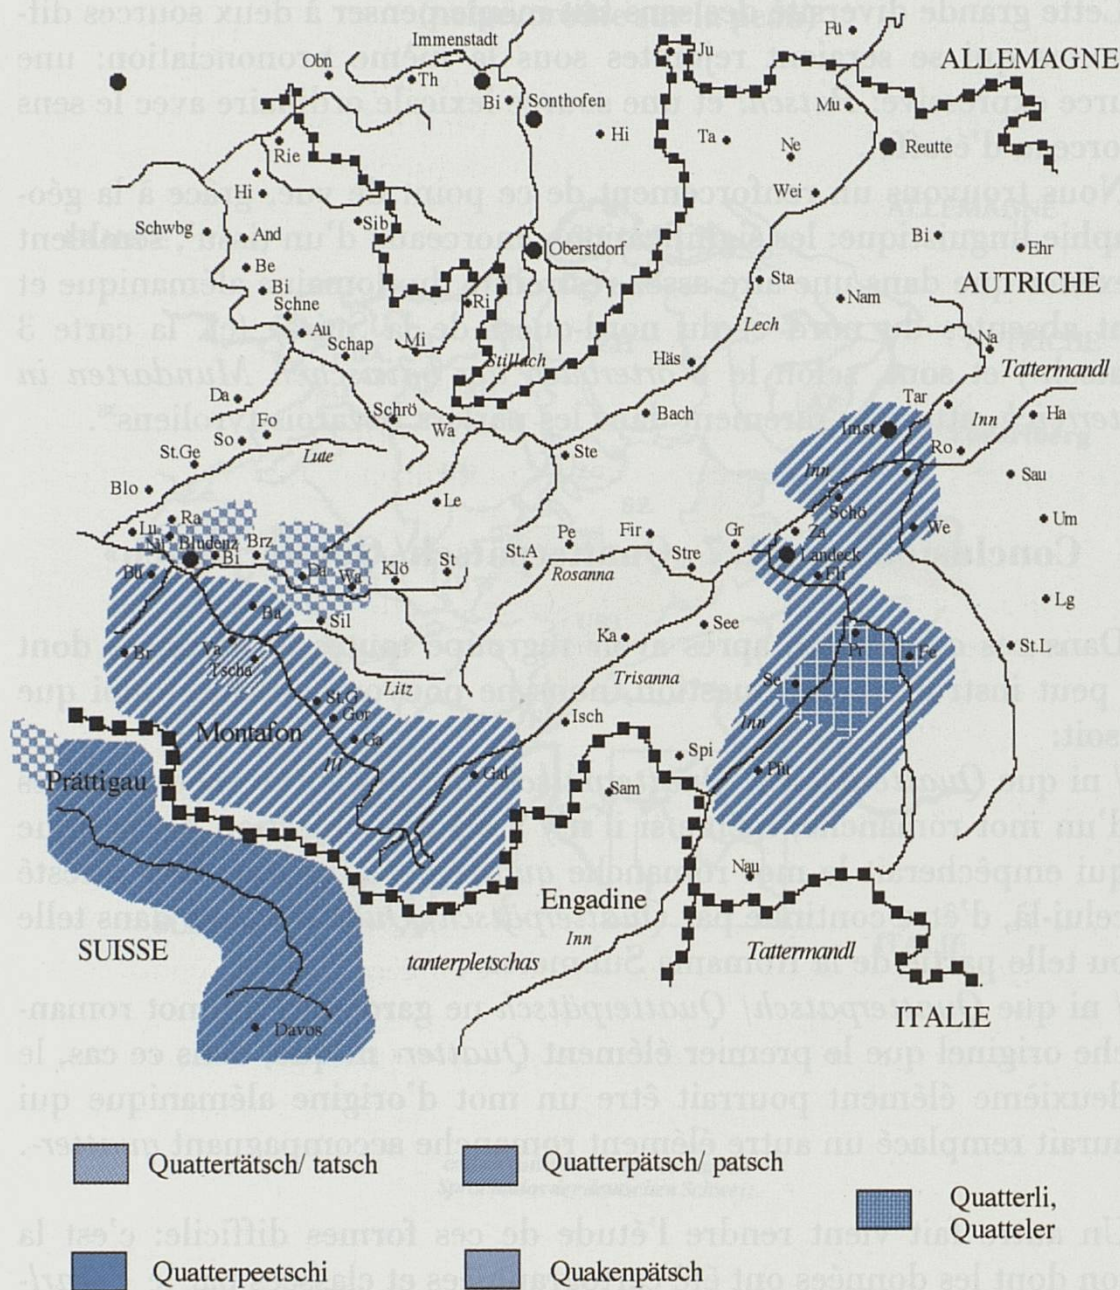 Immenstadt
Fü
Obn
Th
Ju
ALLEMAGNE
Bi
Sonthofen
Mu
Hi
Ta
Ne
Reutte
Rie
Hi
Wei
Schwbg
And
Sib
Oberstdorf
Bi
Ehr
Be
Bi
Ri
Sta
Nam
AUTRICHE
Schne
Au
Schap
Mi
Stillach
Lech
Na
Häs
Tattermandl
Da
Schrö
Wa
Bach
Tar
Inn
Ha
Fo
So
Imst
Ro
St.Ge
Lute
Ste
Inn
Sau
Blo
Le
Schö
Ra
Lu
Nü
Bludenz
Bi
Brz
Pe
Fir
Gr
Za
We
Um
St.A
Stre
Landeck
Bü
Da
Wa
Klö
St
Rosanna
Fli
Ba
Sil
Lg
See
Ka
Br
Va
Tscha
Pr
Fe
St.L
Litz
Trisanna
Se
St.G
Gor
Isch
Inn
Montafon
Ga
Ill
Spi
Prättigau
Gal
Pfu
Sam
Nau
Engadine
SUISSE
Inn
tanterpletschas
Tattermandl
ITALIE
Davos
Quattertätsch/ tatsch
Quatterpätsch/ patsch
Quatterli,
Quatteler
Quatterpeetschi
Quakenpätsch